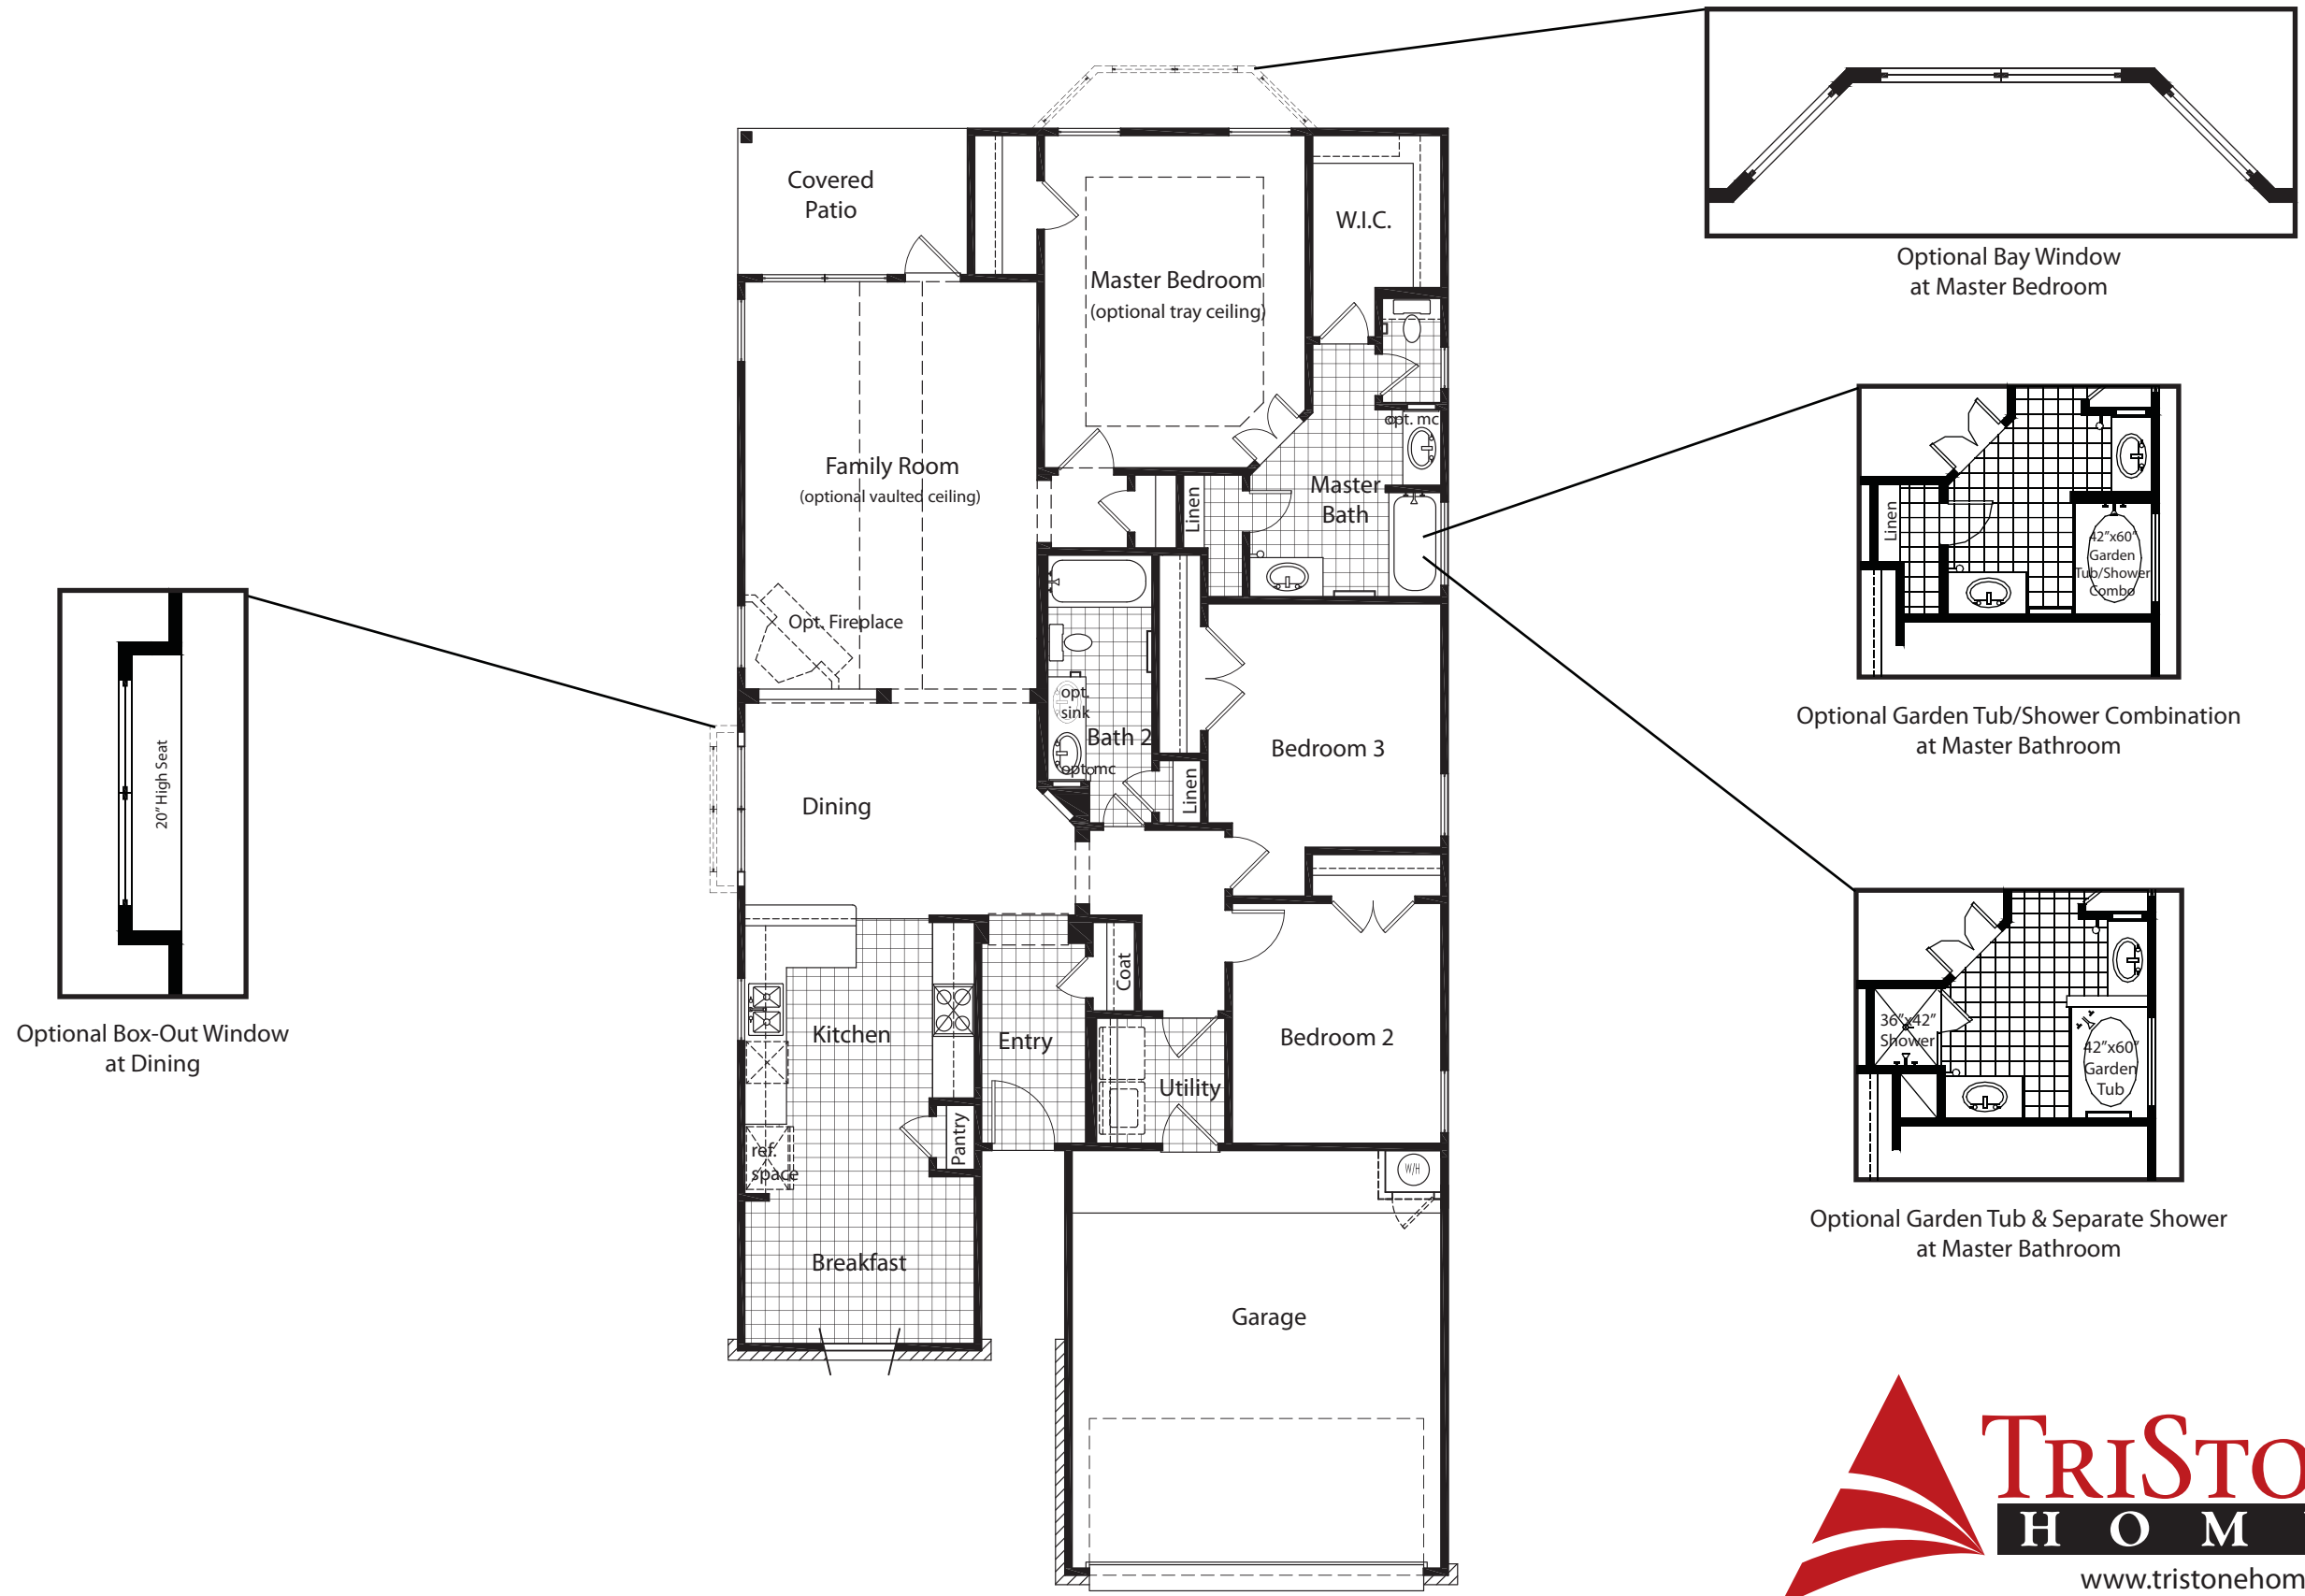 Covered
Patio
W.I.C.
Master Bedroom
(optional tray ceiling)
Optional Bay Window
at Master Bedroom
opt. mc
Family Room
(optional vaulted ceiling)
Linen
Master
Bath
Linen
42"x60"
Garden
Tub/Shower
Combo
Optional Garden Tub/Shower Combination
at Master Bathroom
Opt. Fireplace
opt.
sink
Bath 2
opt mc
Bedroom 3
Linen
Dining
20" High Seat
Optional Box-Out Window
at Dining
Coat
Kitchen
Entry
Bedroom 2
Utility
Pantry
ref.
space
W/H
36"x42"
Shower
42"x60"
Garden
Tub
Optional Garden Tub & Separate Shower
at Master Bathroom
Breakfast
Garage
TRISTO
HOM
www.tristonehom